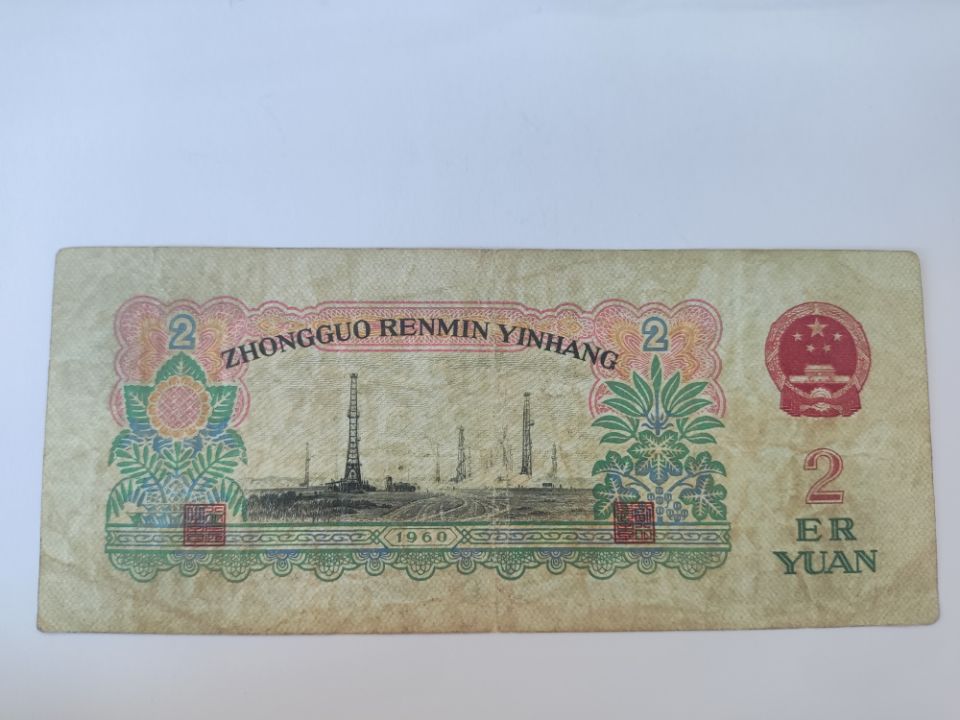 2
2
ZHONGGUO RENMIN YINHANG
1960
2
ER
YUAN